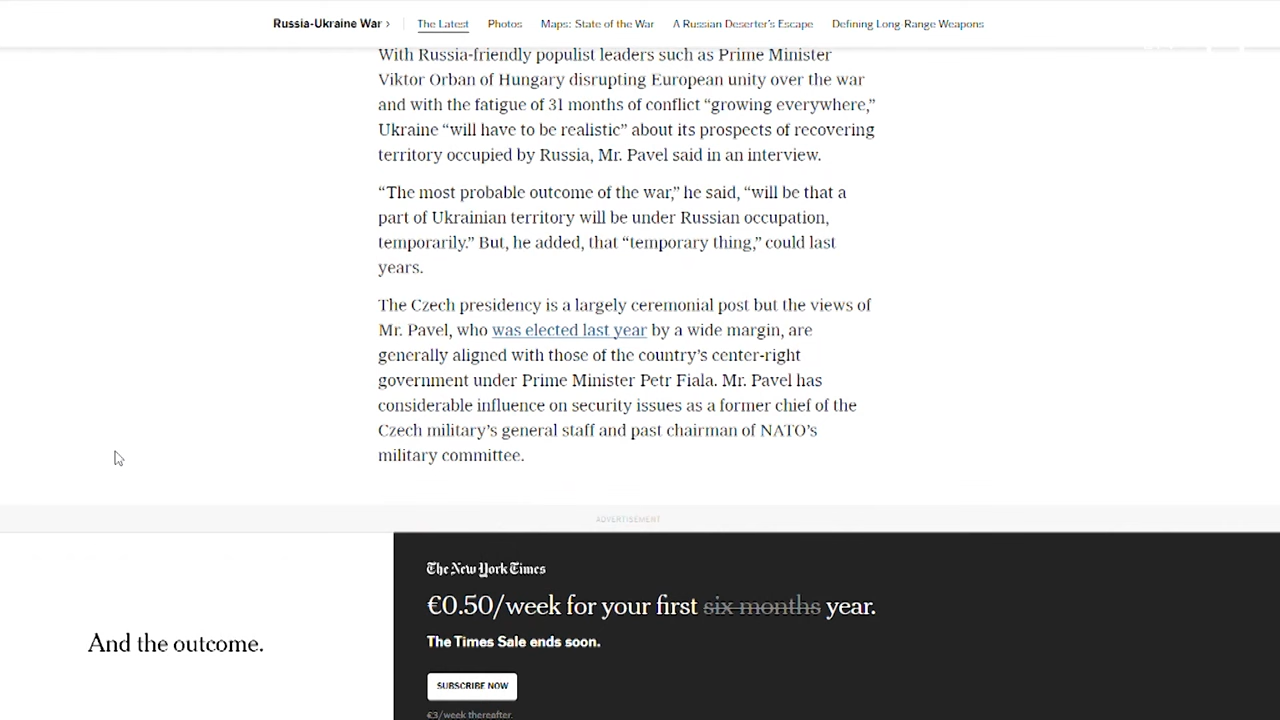 Russia-Ukraine War ›
The Latest
Photos
Maps: State of the War
A Russian Deserter's Escape
Defining Long-Range Weapons
With Russia-friendly populist leaders such as Prime Minister
Viktor Orban of Hungary disrupting European unity over the war
and with the fatigue of 31 months of conflict “growing everywhere,”
Ukraine “will have to be realistic” about its prospects of recovering
territory occupied by Russia, Mr. Pavel said in an interview.
“The most probable outcome of the war,” he said, “will be that a
part of Ukrainian territory will be under Russian occupation,
temporarily.” But, he added, that “temporary thing,” could last
years.
The Czech presidency is a largely ceremonial post but the views of
Mr. Pavel, who was elected last year by a wide margin, are
generally aligned with those of the country’s center-right
government under Prime Minister Petr Fiala. Mr. Pavel has
considerable influence on security issues as a former chief of the
Czech military’s general staff and past chairman of NATO’s
military committee.
ADVERTISEMENT
And the outcome.
The New York Times
€0.50/week for your first six months year.
The Times Sale ends soon.
SUBSCRIBE NOW
€3/week thereafter.